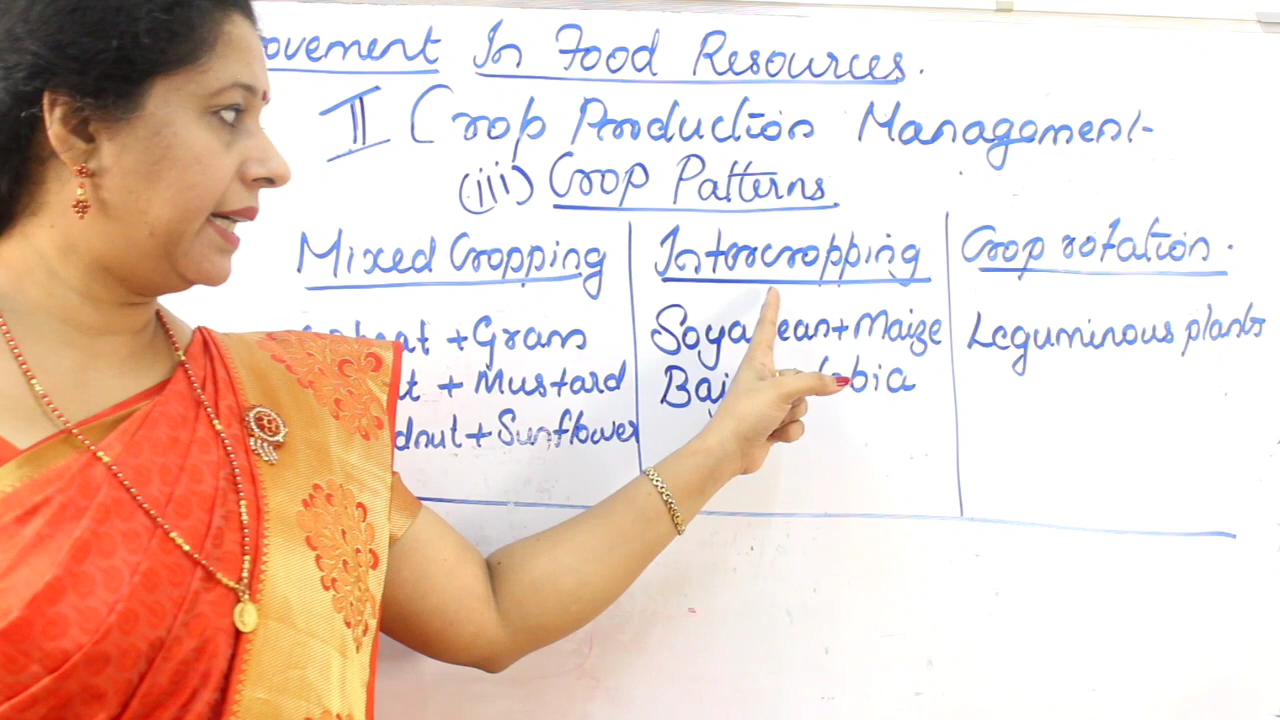 ovement In Food Resources.
II Crop Production Management
(iii) Crop Patterns.
Mixed Cropping
+ Gram
+ Mustard
dnut + Sunflower
Intercropping
Soya ean + Maize
Baj bia
Crop rotation.
Leguminous plants